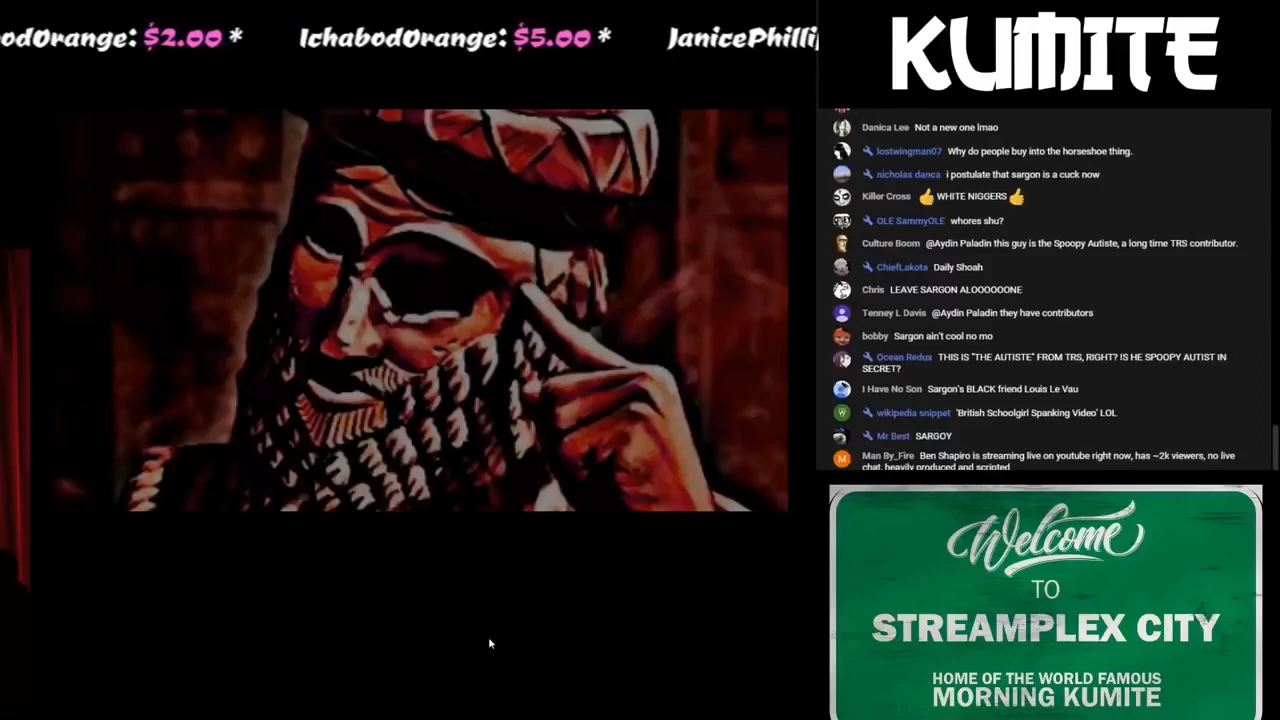 odOrange: $2.00 * IchabodOrange: $5.00 * JanicePhillip
KUMITE
Danica Lee Not a new one lmao
lostwingman07 Why do people buy into the horseshoe thing.
nicholas danca i postulate that sargon is a cuck now
Killer Cross 👍 WHITE NIGGERS 👍
OLE SammyOLE whores shu?
Culture Boom @Aydin Paladin this guy is the Spoopy Autiste, a long time TRS contributor.
ChiefLakota Daily Shoah
Chris LEAVE SARGON ALOOOOOONE
Tenney L Davis @Aydin Paladin they have contributors
bobby Sargon ain't cool no mo
Ocean Redux THIS IS "THE AUTISTE" FROM TRS, RIGHT? IS HE SPOOPY AUTIST IN
SECRET?
I Have No Son Sargon's BLACK friend Louis Le Vau
W wikipedia snippet 'British Schoolgirl Spanking Video' LOL
Mr Best SARGOY
M Man By_Fire Ben Shapiro is streaming live on youtube right now, has ~2k viewers, no live
chat, heavily produced and scripted
Welcome
TO
STREAMPLEX CITY
HOME OF THE WORLD FAMOUS
MORNING KUMITE